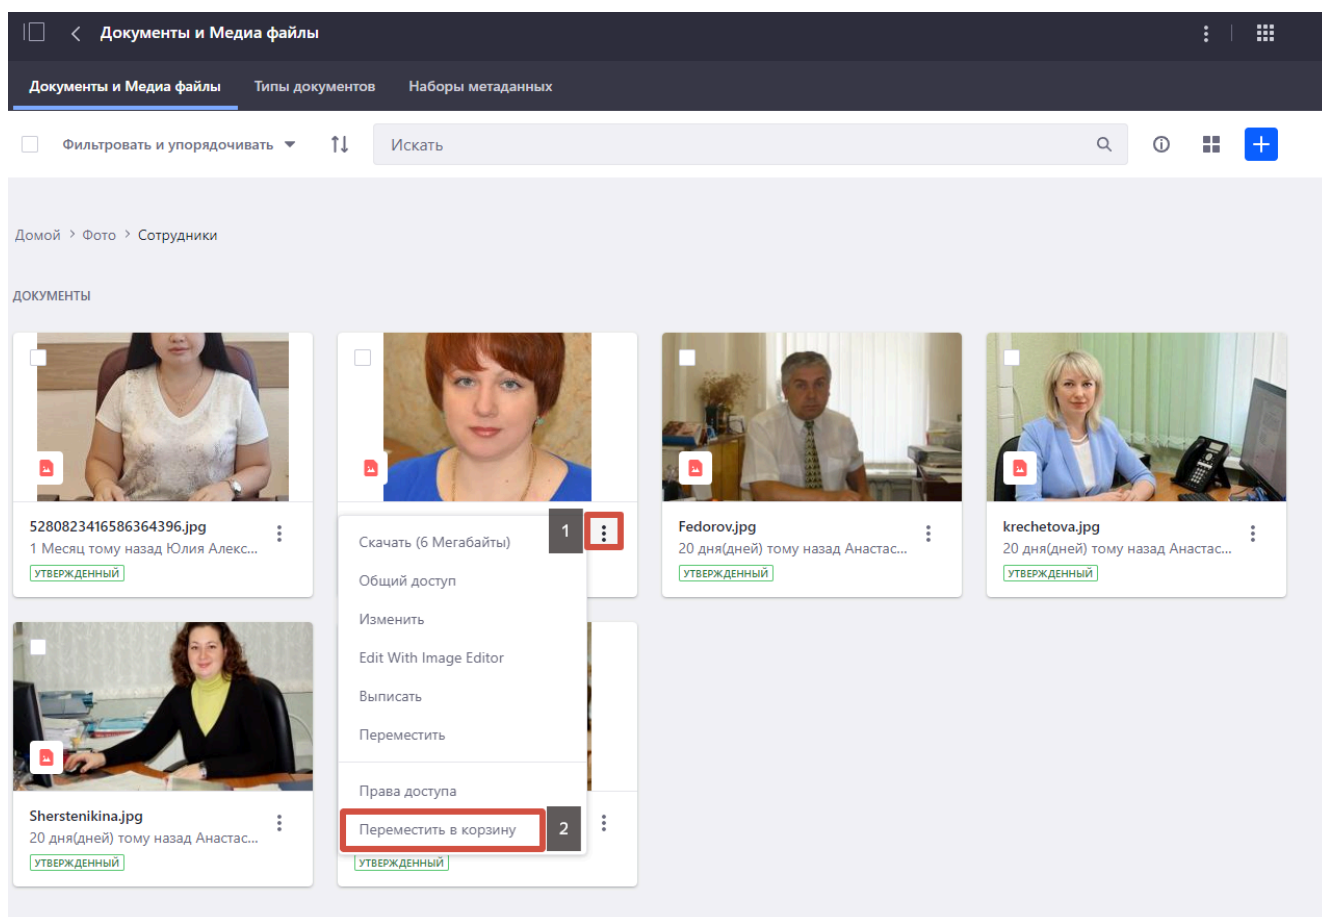 Документы и Медиа файлы
Документы и Медиа файлы Типы документов Наборы метаданных
Фильтровать и упорядочивать Искать
Домой > Фото > Сотрудники
ДОКУМЕНТЫ
5280823416586364396.jpg
1 Месяц тому назад Юлия Алекс...
УТВЕРЖДЕННЫЙ
1
Скачать (6 Мегабайты)
Общий доступ
Изменить
Edit With Image Editor
Выписать
Переместить
Права доступа
Переместить в корзину 2
Fedorov.jpg
20 дня(дней) тому назад Анастас...
УТВЕРЖДЕННЫЙ
krechetova.jpg
20 дня(дней) тому назад Анастас...
УТВЕРЖДЕННЫЙ
Sherstenikina.jpg
20 дня(дней) тому назад Анастас...
УТВЕРЖДЕННЫЙ
УТВЕРЖДЕННЫЙ